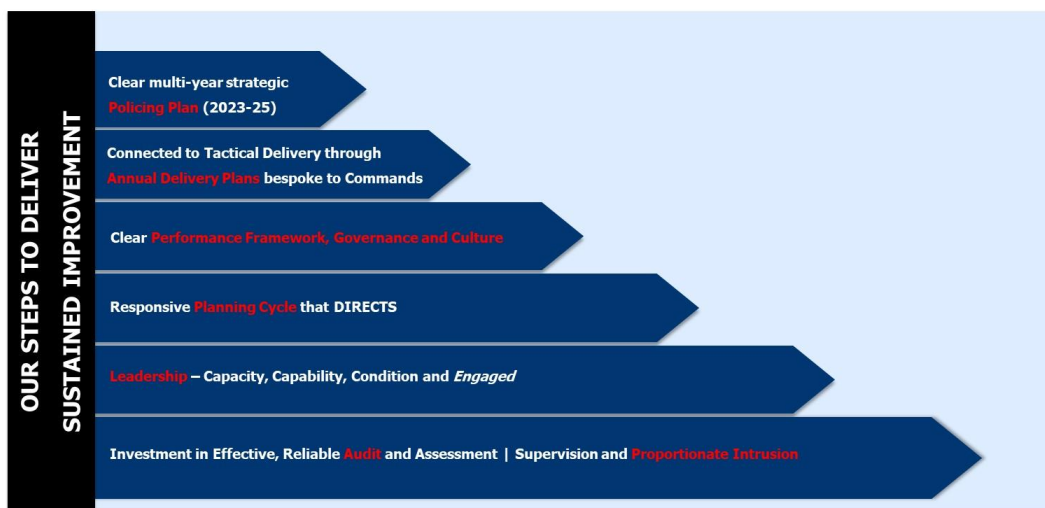 OUR STEPS TO DELIVER
SUSTAINED IMPROVEMENT
Clear multi-year strategic
Policing Plan (2023-25)
Connected to Tactical Delivery through
Annual Delivery Plans bespoke to Commands
Clear Performance Framework, Governance and Culture
Responsive Planning Cycle that DIRECTS
Leadership – Capacity, Capability, Condition and Engaged
Investment in Effective, Reliable Audit and Assessment | Supervision and Proportionate Intrusion